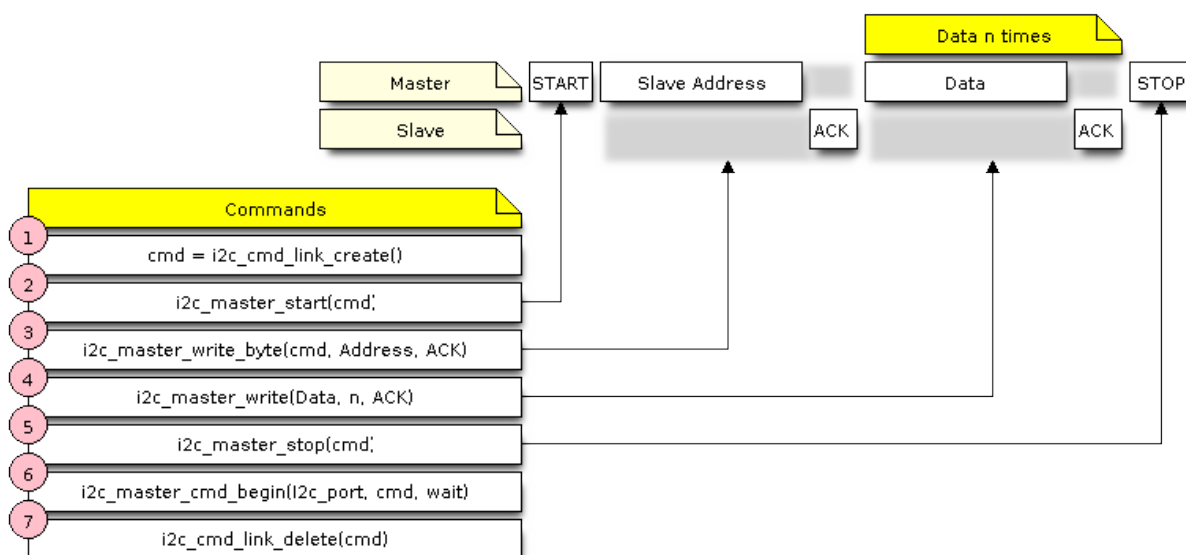 Data n times
Master START Slave Address Data STOP
Slave ACK ACK
Commands
1
cmd = i2c_cmd_link_create()
2
i2c_master_start(cmd)
3
i2c_master_write_byte(cmd, Address, ACK)
4
i2c_master_write(Data, n, ACK)
5
i2c_master_stop(cmd)
6
i2c_master_cmd_begin(I2c_port, cmd, wait)
7
i2c_cmd_link_delete(cmd)